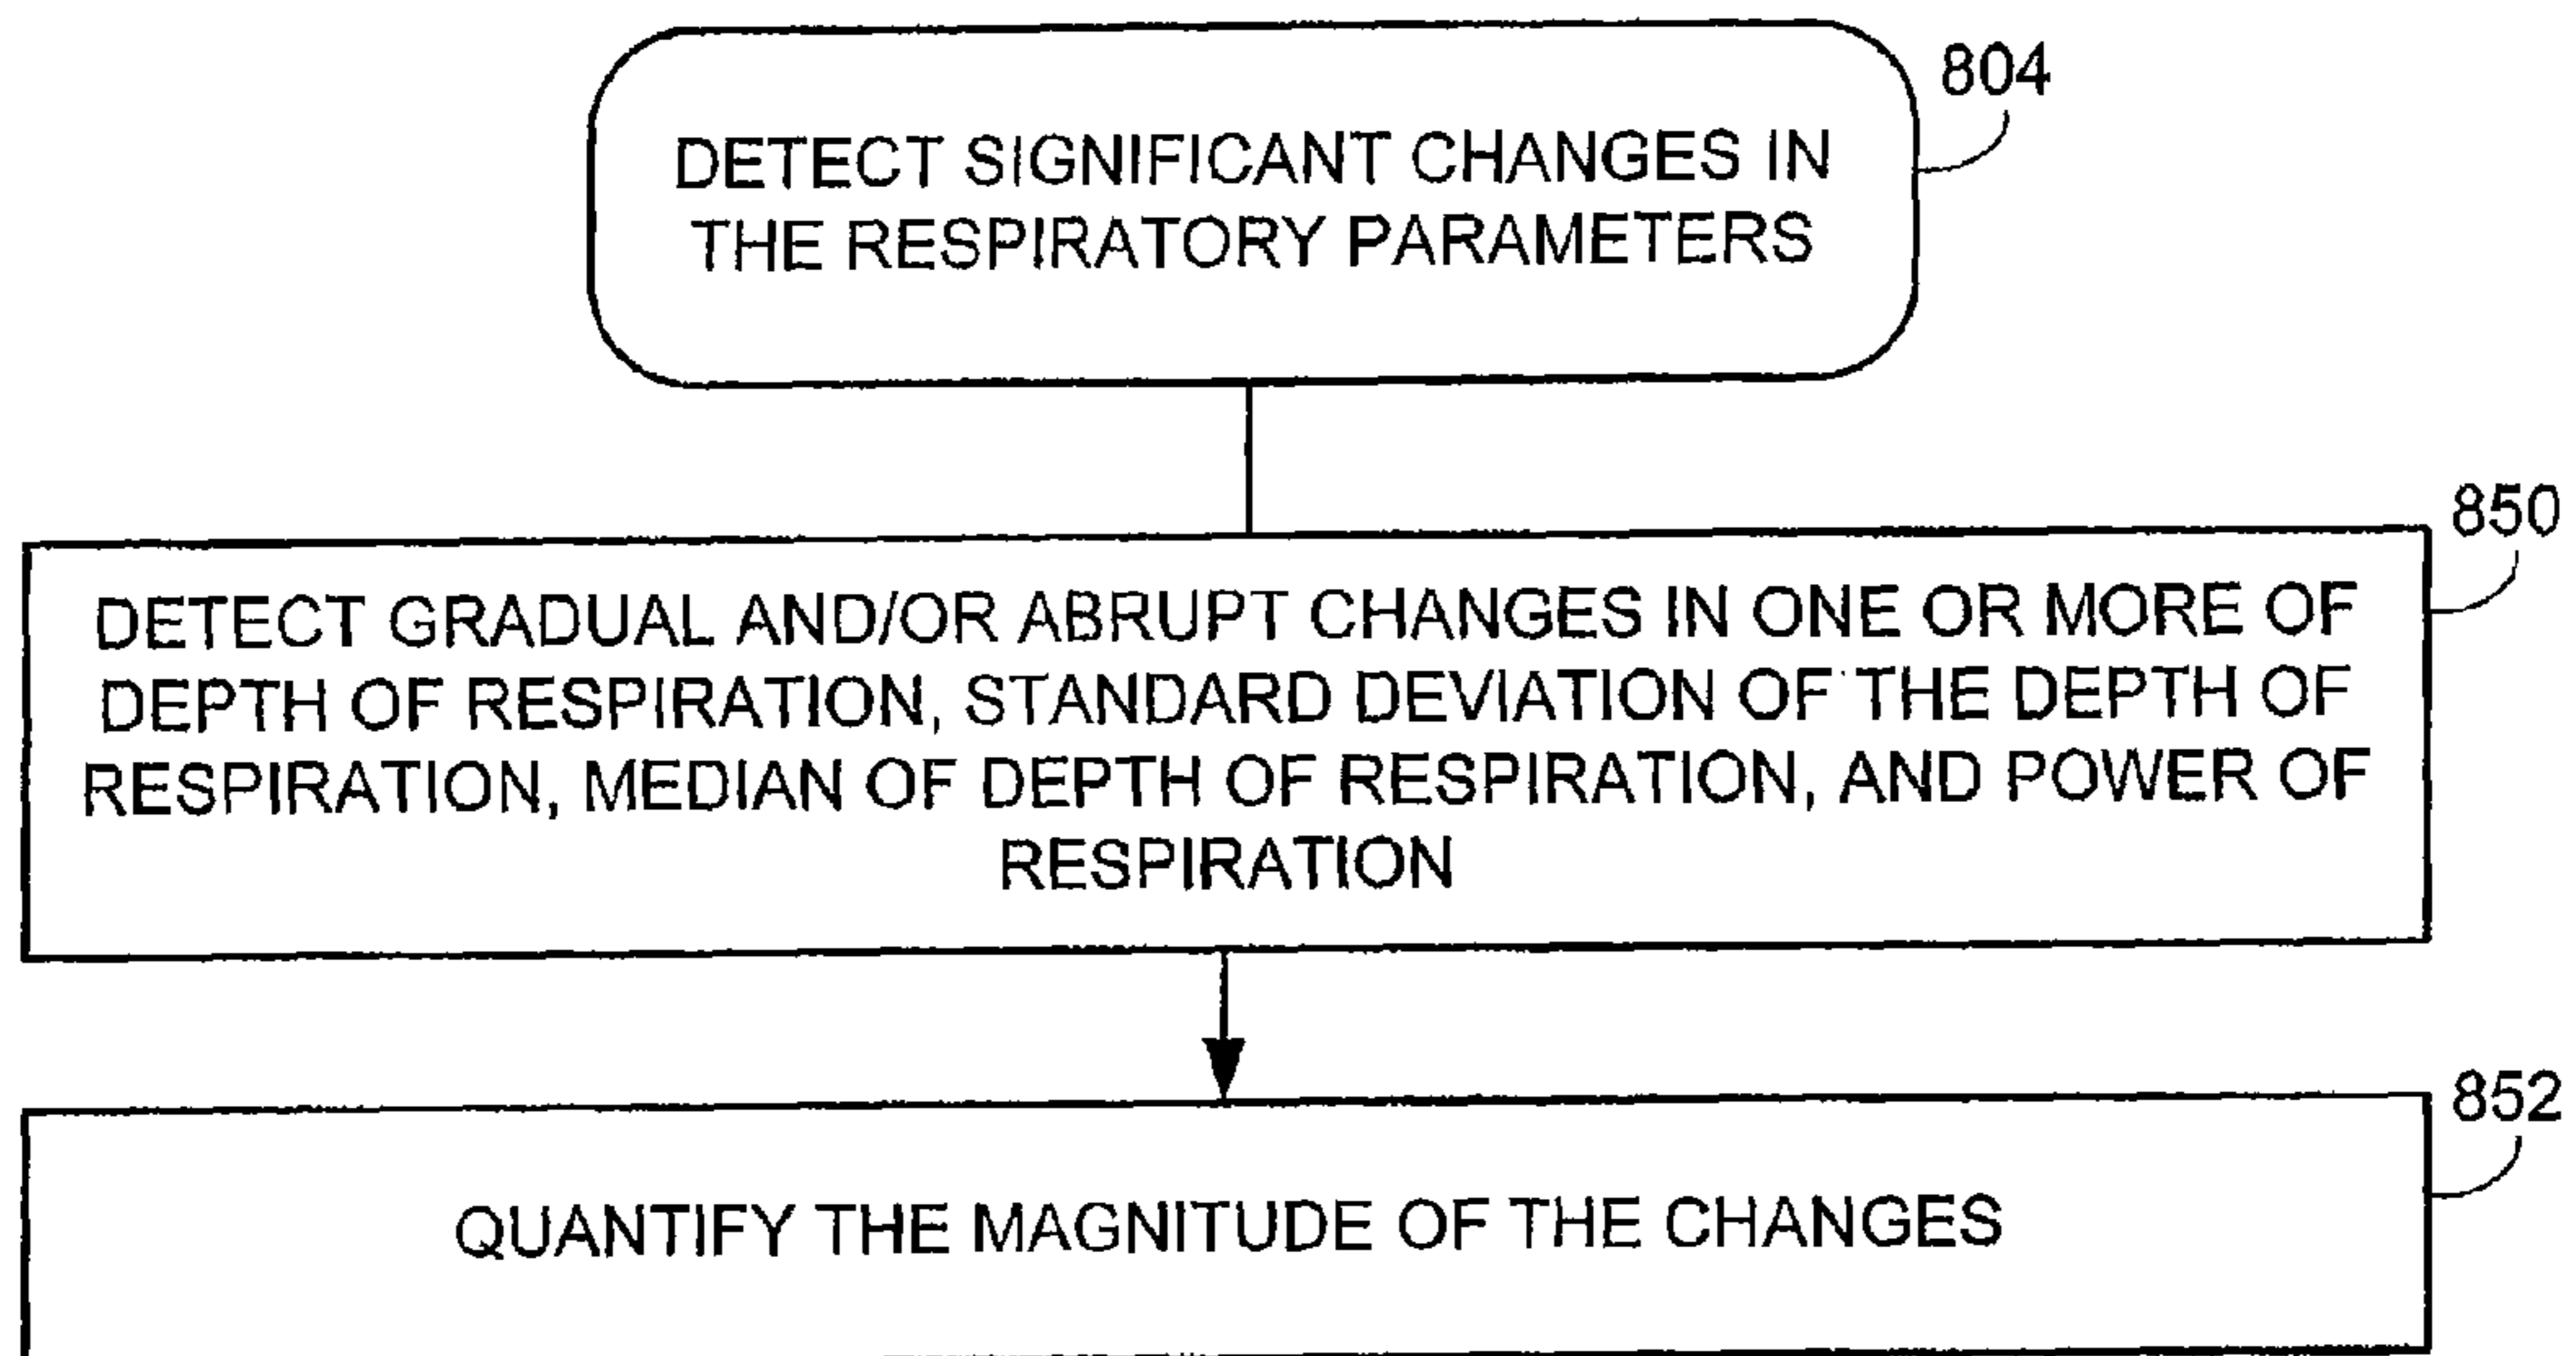 804
DETECT SIGNIFICANT CHANGES IN
THE RESPIRATORY PARAMETERS
850
DETECT GRADUAL AND/OR ABRUPT CHANGES IN ONE OR MORE OF
DEPTH OF RESPIRATION, STANDARD DEVIATION OF THE DEPTH OF
RESPIRATION, MEDIAN OF DEPTH OF RESPIRATION, AND POWER OF
RESPIRATION
852
QUANTIFY THE MAGNITUDE OF THE CHANGES